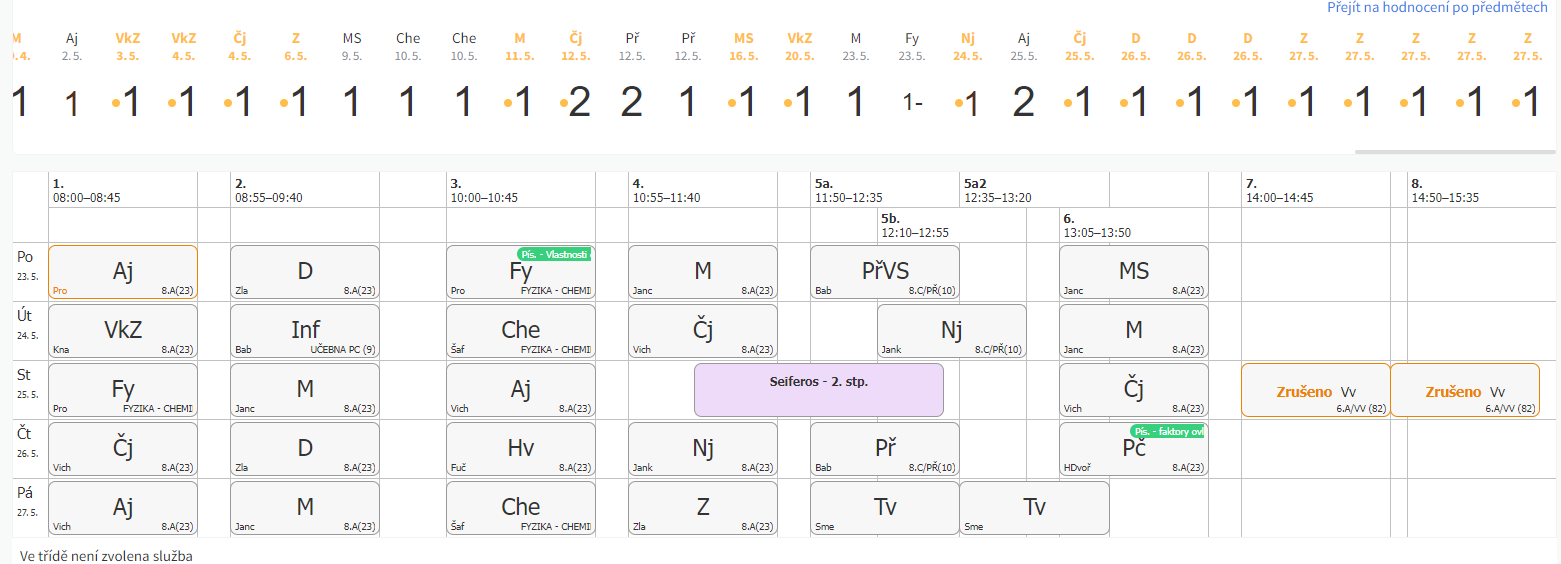 Přejít na hodnocení po předmětech
M Aj VkZ VkZ Čj Z MS Che Che M Čj Př Př MS VkZ M Fy Nj Aj Čj D D D Z Z Z Z Z
.4. 2.5. 3.5. 4.5. 4.5. 6.5. 9.5. 10.5. 10.5. 11.5. 12.5. 12.5. 12.5. 16.5. 20.5. 23.5. 23.5. 24.5. 25.5. 25.5. 26.5. 26.5. 26.5. 27.5. 27.5. 27.5. 27.5. 27.5.
1 1 1 1 1 1 1 1 1 1 2 2 1 1 1 1 1- 1 2 1 1 1 1 1 1 1 1 1
1. 2. 3. 4. 5a. 5a2 7. 8.
08:00–08:45 08:55–09:40 10:00–10:45 10:55–11:40 11:50–12:35 12:35–13:20 14:00–14:45 14:50–15:35
5b. 6.
12:10–12:55 13:05–13:50
Pís. - Vlastnosti
Po Aj D Fy M PřVS MS
23.5. Pro 8.A(23) Zla 8.A(23) Pro FYZIKA - CHEMI Janc 8.A(23) Bab 8.C/PŘ(10) Janc 8.A(23)
Út VkZ Inf Che Čj Nj M
24.5. Kna 8.A(23) Bab UČEBNA PC (9) Šaf FYZIKA - CHEMI Vich 8.A(23) Jank 8.C/PŘ(10) Janc 8.A(23)
St Fy M Aj Seiferos - 2. stp. Čj Zrušeno Vv Zrušeno Vv
25.5. Pro FYZIKA - CHEMI Janc 8.A(23) Vich 8.A(23) Vich 8.A(23) 6.A/VV (82) 6.A/VV (82)
Pís. - faktory ovl
Čt Čj D Hv Nj Př Pč
26.5. Vich 8.A(23) Zla 8.A(23) Fuč 8.A(23) Jank 8.A(23) Bab 8.C/PŘ(10) HDvoř 8.A(23)
Pá Aj M Che Z Tv Tv
27.5. Vich 8.A(23) Janc 8.A(23) Šaf FYZIKA - CHEMI Zla 8.A(23) Sme Sme
Ve třídě není zvolena služba